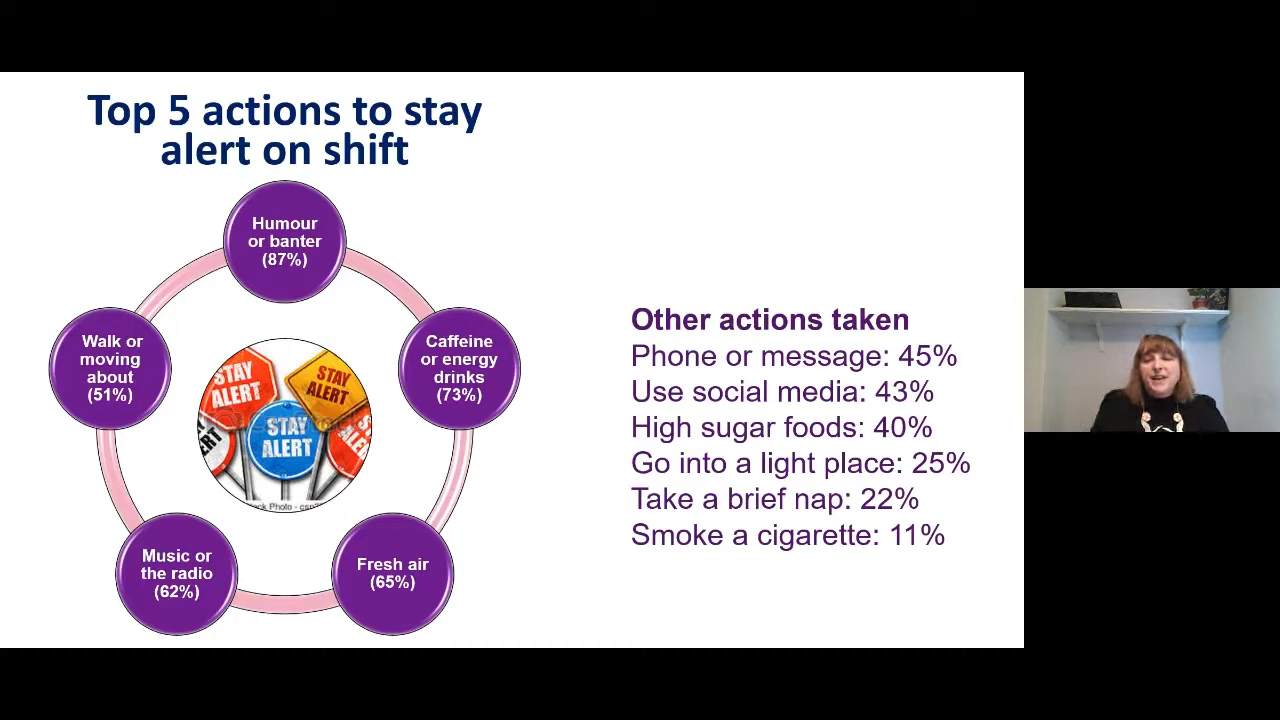 Top 5 actions to stay
alert on shift
Humour
or banter
(87%)
Caffeine
or energy
drinks
(73%)
Fresh air
(65%)
Music or
the radio
(62%)
Walk or
moving
about
(51%)
STAY
ALERT
STAY
ALERT
STAY
ALERT
ALERT
Other actions taken
Phone or message: 45%
Use social media: 43%
High sugar foods: 40%
Go into a light place: 25%
Take a brief nap: 22%
Smoke a cigarette: 11%